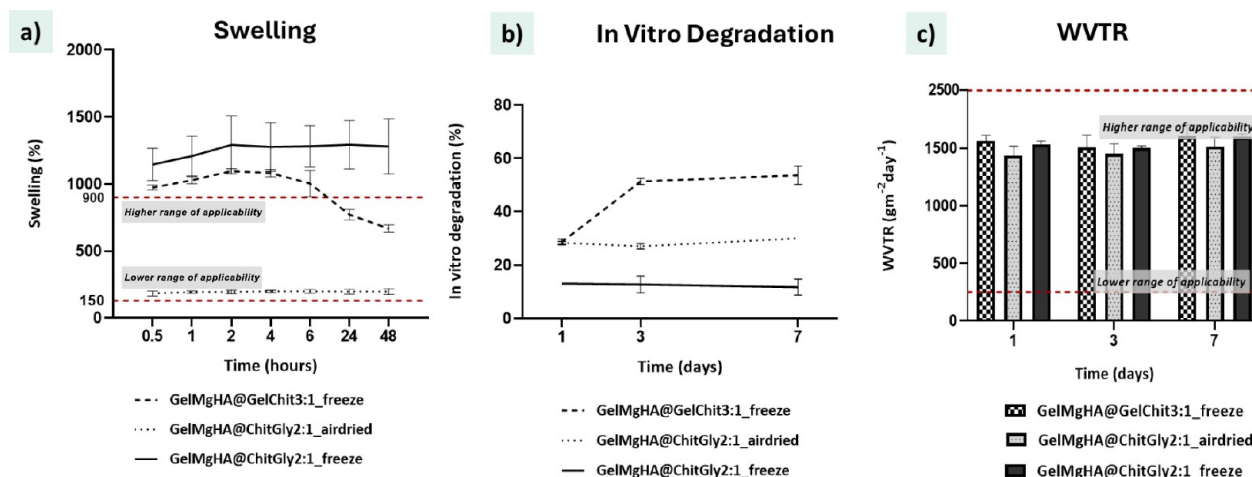 a)
Swelling
2000
1500
1000
900
500
150
0
Swelling (%)
Higher range of applicability
Lower range of applicability
0.5 1 2 4 6 24 48
Time (hours)
GelMgHA@GelChit3:1_freeze
GelMgHA@ChitGly2:1_airdried
GelMgHA@ChitGly2:1_freeze
b)
In Vitro Degradation
80
60
40
20
0
In vitro degradation (%)
1 3 7
Time (days)
GelMgHA@GelChit3:1_freeze
GelMgHA@ChitGly2:1_airdried
GelMgHA@ChitGly2:1_freeze
c)
WVTR
2500
1500
1500
500
0
WVTR (gm⁻²day⁻¹)
Higher range of applicability
Lower range of applicability
1 3 7
Time (days)
GelMgHA@GelChit3:1_freeze
GelMgHA@ChitGly2:1_airdried
GelMgHA@ChitGly2:1_freeze